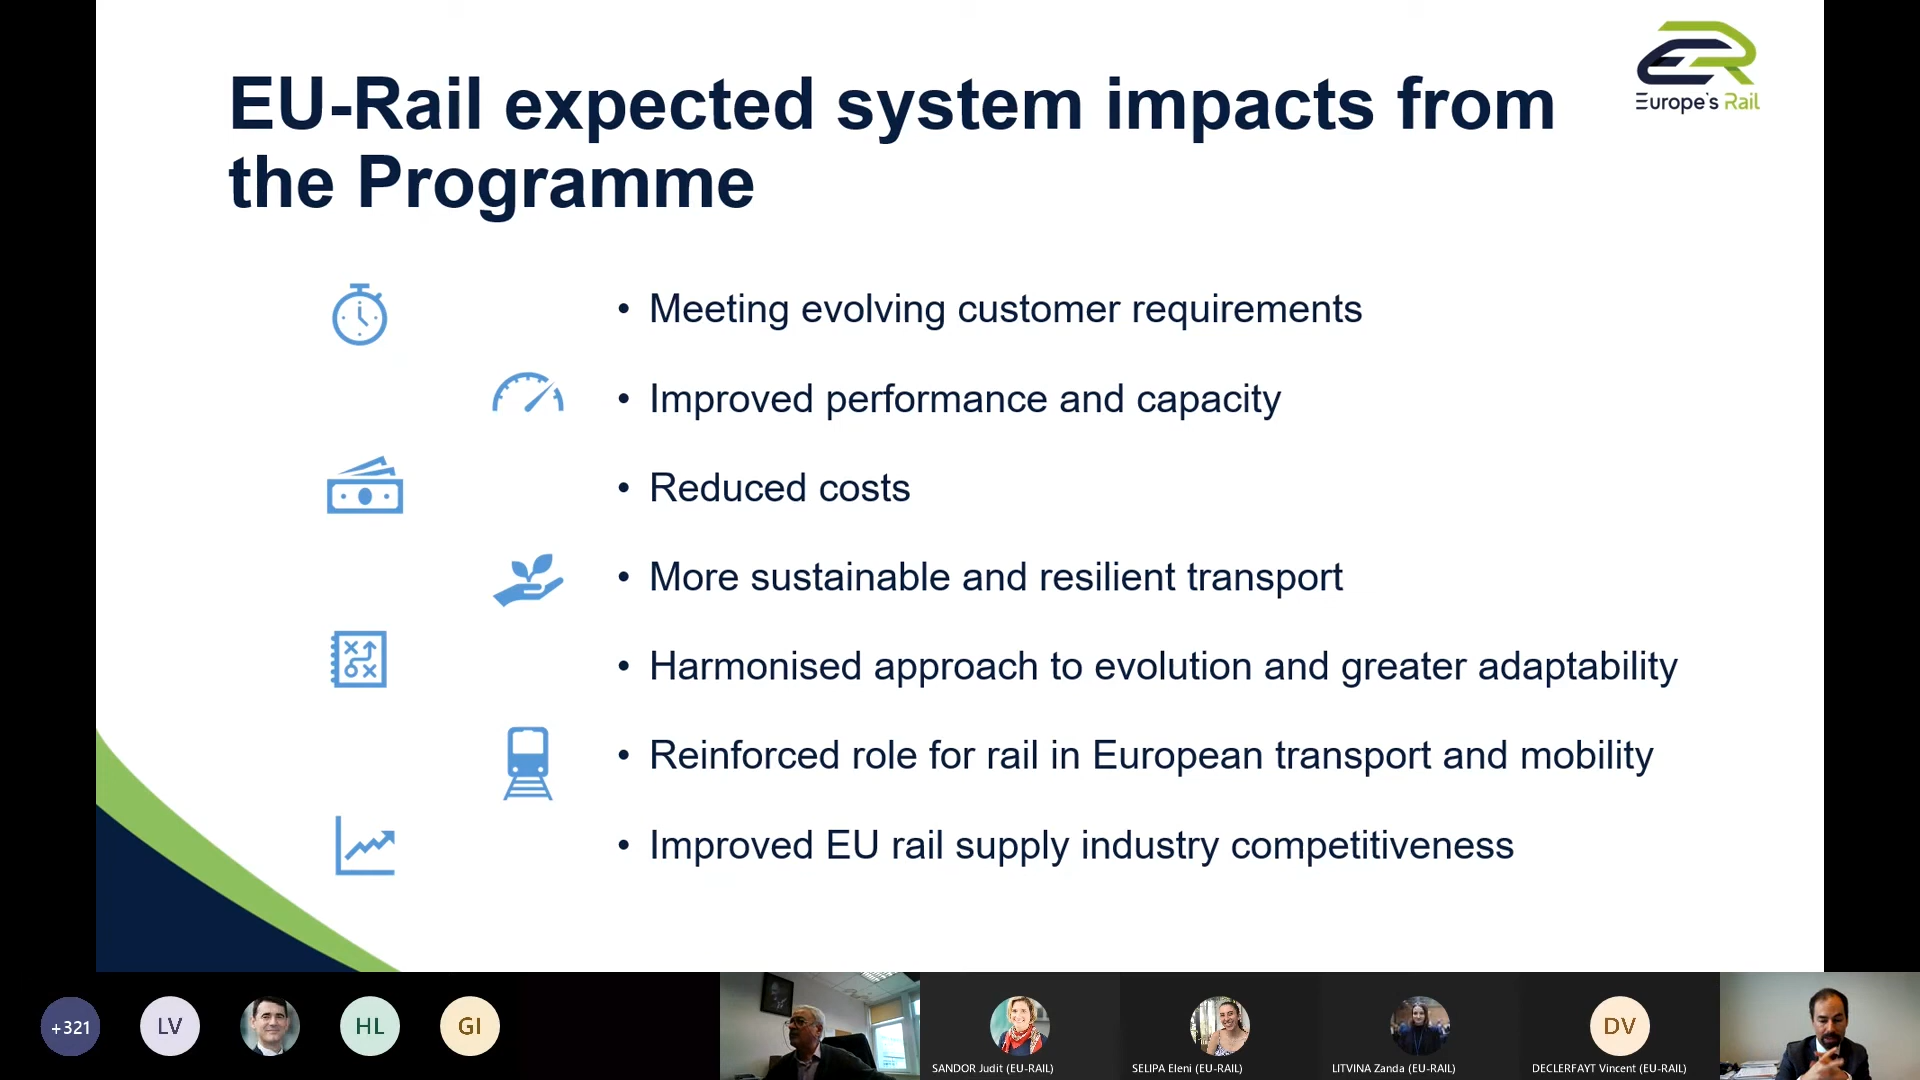 EU-Rail expected system impacts from
the Programme
Europe's Rail
• Meeting evolving customer requirements
• Improved performance and capacity
• Reduced costs
• More sustainable and resilient transport
• Harmonised approach to evolution and greater adaptability
• Reinforced role for rail in European transport and mobility
• Improved EU rail supply industry competitiveness
+321
LV
HL
GI
DV
SANDOR Judit (EU-RAIL)
SELIPA Eleni (EU-RAIL)
LITVINA Zanda (EU-RAIL)
DECLERFAYT Vincent (EU-RAIL)